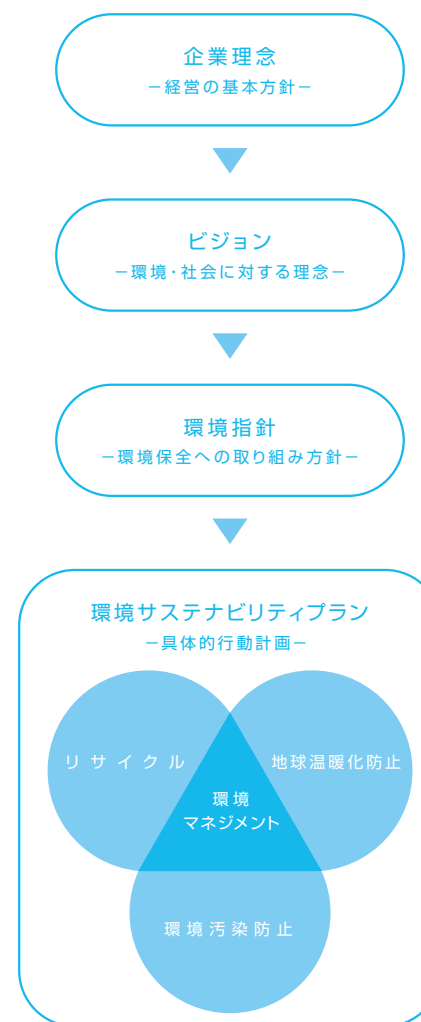 企業理念
－経営の基本方針－
ビジョン
－環境・社会に対する理念－
環境指針
－環境保全への取り組み方針－
環境サステナビリティプラン
－具体的行動計画－
リサイクル
地球温暖化防止
環境
マネジメント
環境汚染防止